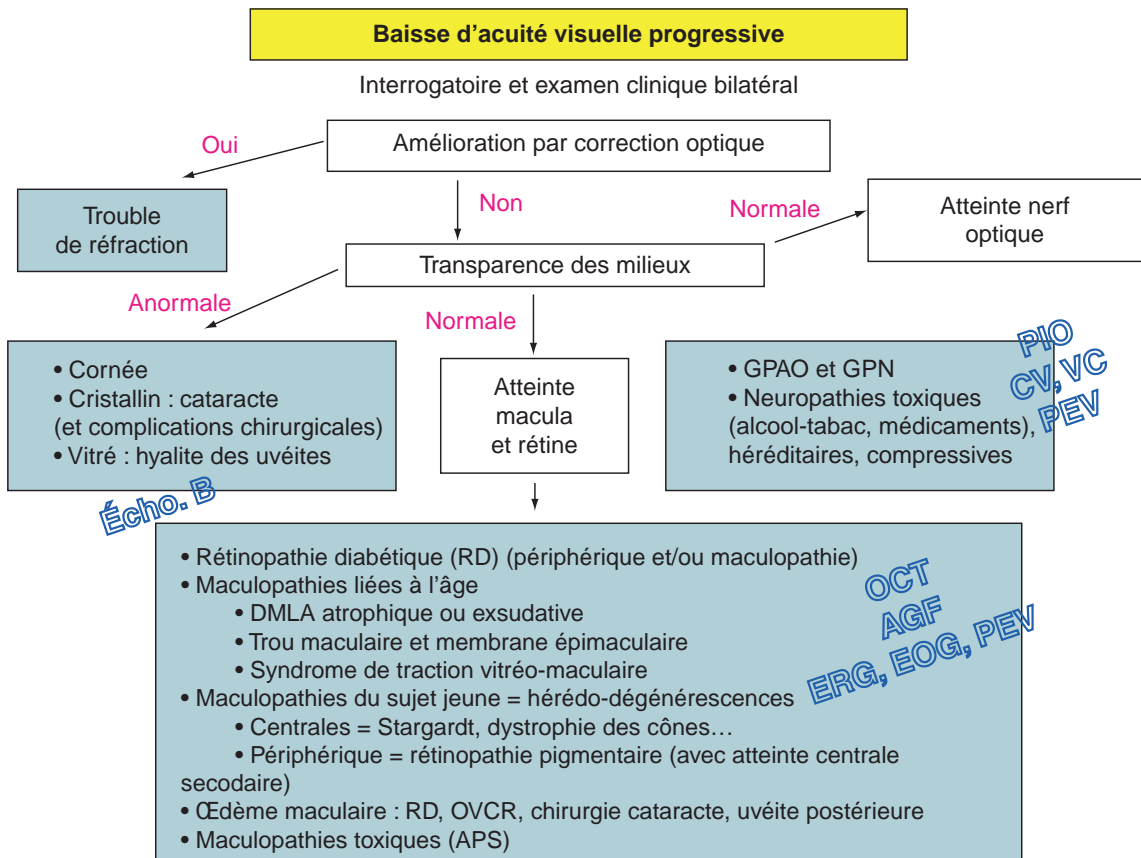 Baisse d'acuité visuelle progressive
Interrogatoire et examen clinique bilatéral
Amélioration par correction optique
Oui
Trouble
de réfraction
Non
Normale
Atteinte nerf
optique
Transparence des milieux
Anormale
Normale
• Cornée
• Cristallin : cataracte
(et complications chirurgicales)
• Vitré : hyalite des uvéites
Écho. B
Atteinte
macula
et rétine
• GPAO et GPN
• Neuropathies toxiques
(alcool-tabac, médicaments),
héréditaires, compressives
PIO
CV, VC
PEV
• Rétinopathie diabétique (RD) (périphérique et/ou maculopathie)
• Maculopathies liées à l'âge
• DMLA atrophique ou exsudative
• Trou maculaire et membrane épimaculaire
• Syndrome de traction vitréo-maculaire
• Maculopathies du sujet jeune = hérédo-dégénérescences
• Centrales = Stargardt, dystrophie des cônes…
• Périphérique = rétinopathie pigmentaire (avec atteinte centrale
secodaire)
• Œdème maculaire : RD, OVCR, chirurgie cataracte, uvéite postérieure
• Maculopathies toxiques (APS)
OCT
AGF
ERG, EOG, PEV